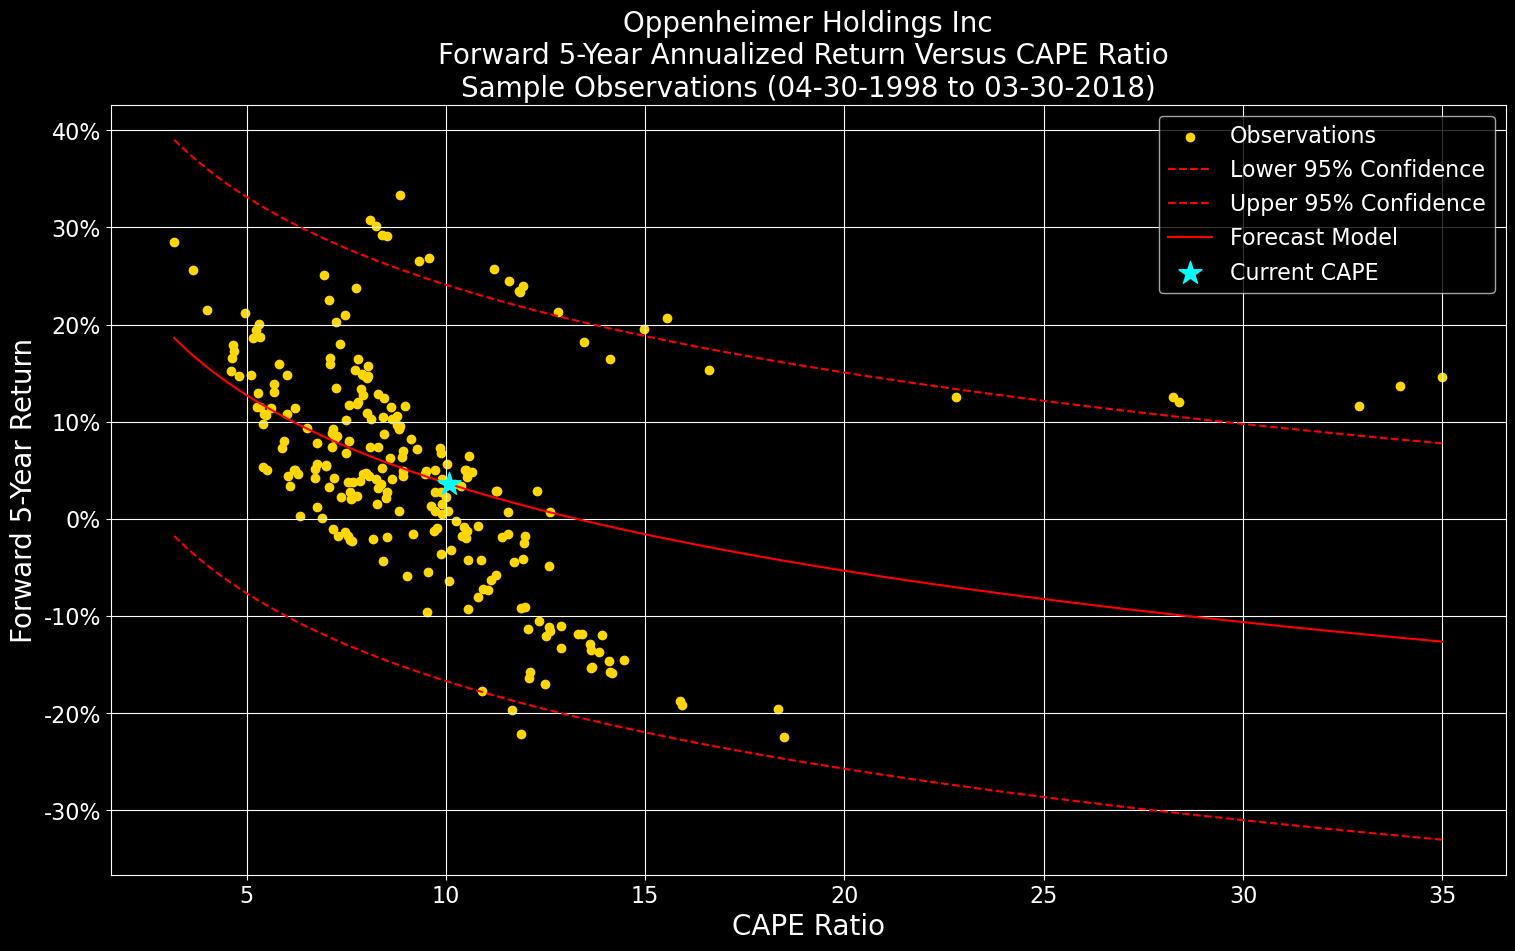 Oppenheimer Holdings Inc
Forward 5-Year Annualized Return Versus CAPE Ratio
Sample Observations (04-30-1998 to 03-30-2018)
Observations
Lower 95% Confidence
Upper 95% Confidence
Forecast Model
Current CAPE
Forward 5-Year Return
40%
30%
20%
10%
0%
-10%
-20%
-30%
5 10 15 20 25 30 35
CAPE Ratio